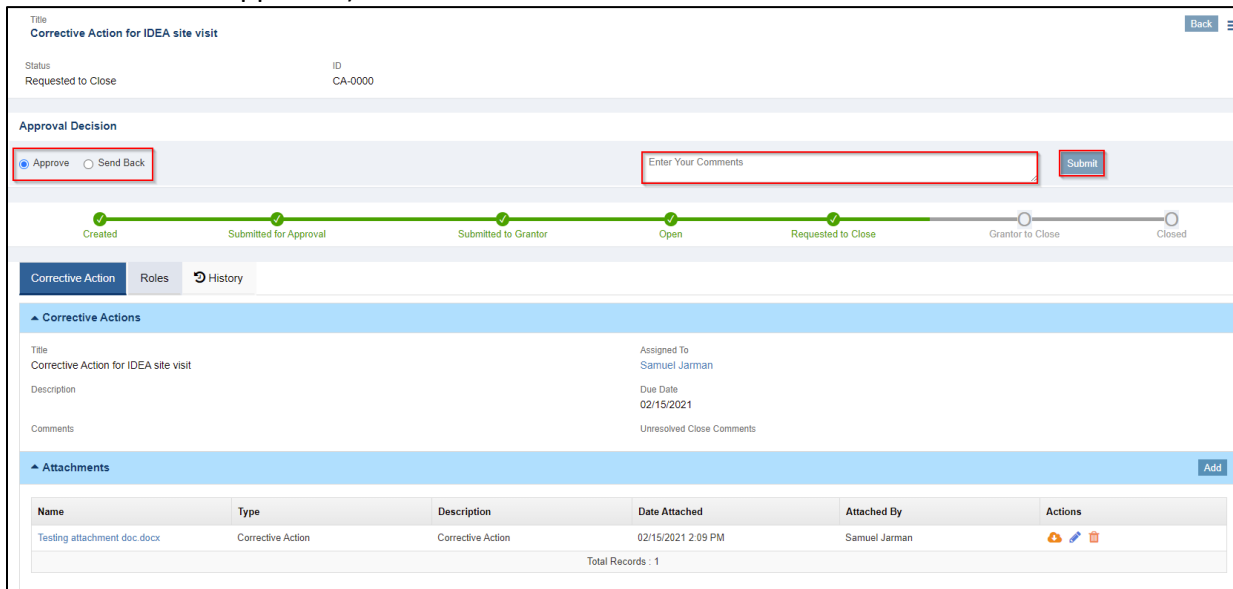 Title
Corrective Action for IDEA site visit
Back
Status
ID
Requested to Close
CA-0000
Approval Decision
Approve
Send Back
Enter Your Comments
Submit
Created
Submitted for Approval
Submitted to Grantor
Open
Requested to Close
Grantor to Close
Closed
Corrective Action
Roles
History
Corrective Actions
Title
Corrective Action for IDEA site visit
Assigned To
Samuel Jarman
Description
Due Date
02/15/2021
Comments
Unresolved Close Comments
Attachments
Add
Name Type Description Date Attached Attached By Actions
Testing attachment doc.docx Corrective Action Corrective Action 02/15/2021 2:09 PM Samuel Jarman
Total Records : 1